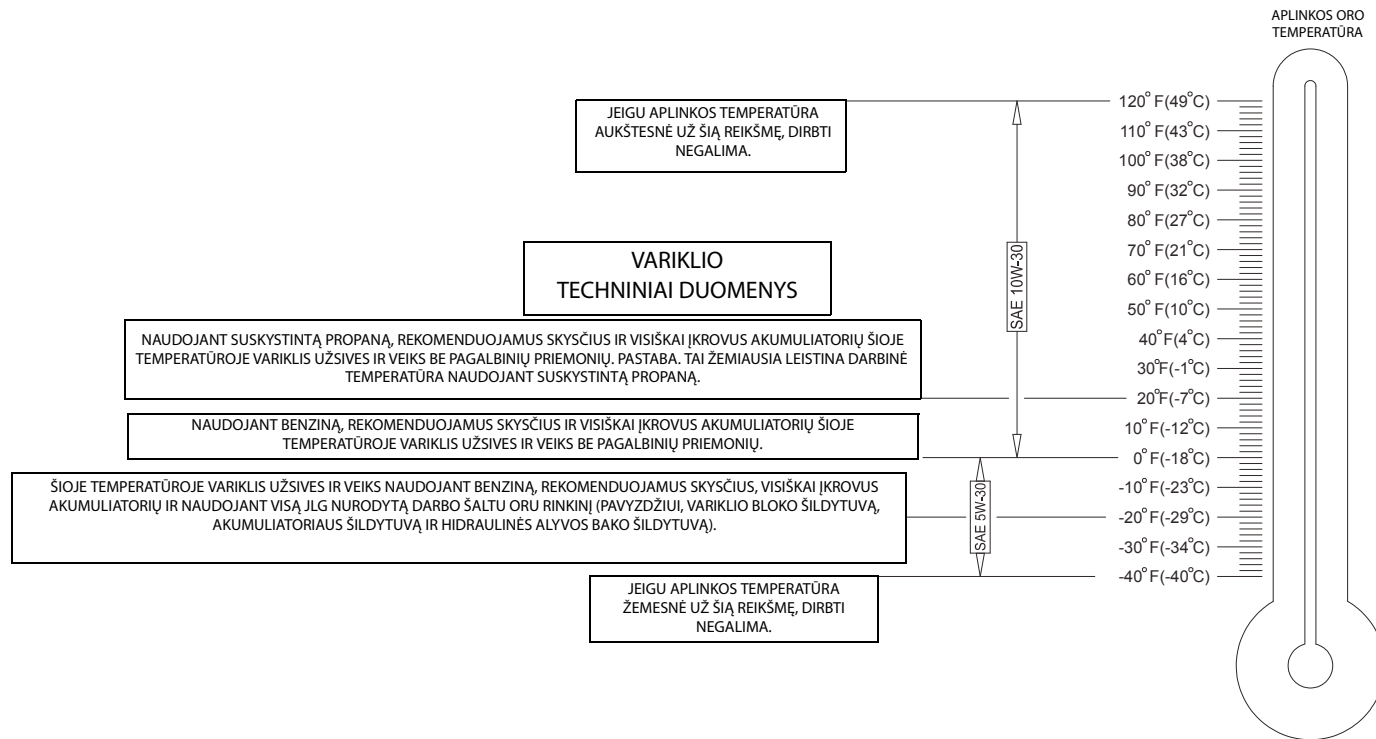 APLINKOS ORO
TEMPERATŪRA
JEIGU APLINKOS TEMPERATŪRA
AUKŠTESNĖ UŽ ŠIĄ REIKŠMĘ, DIRBTI
NEGALIMA.
120° F(49°C)
110° F(43°C)
100° F(38°C)
90° F(32°C)
80° F(27°C)
70° F(21°C)
60° F(16°C)
50° F(10°C)
40°F(4°C)
30°F(-1°C)
20°F(-7°C)
10°F(-12°C)
0° F(-18°C)
-10° F(-23°C)
-20° F(-29°C)
-30° F(-34°C)
-40° F(-40°C)
SAE 10W-30
SAE 5W-30
VARIKLIO
TECHNINIAI DUOMENYS
NAUDOJANT SUSKYSTINTĄ PROPANĄ, REKOMENDUOJAMUS SKYSČIUS IR VISIŠKAI ĮKROVUS AKUMULIATORIŲ ŠIOJE
TEMPERATŪROJE VARIKLIS UŽSIVES IR VEIKS BE PAGALBINIŲ PRIEMONIŲ. PASTABA. TAI ŽEMIAUSIA LEISTINA DARBINĖ
TEMPERATŪRA NAUDOJANT SUSKYSTINTĄ PROPANĄ.
NAUDOJANT BENZINĄ, REKOMENDUOJAMUS SKYSČIUS IR VISIŠKAI ĮKROVUS AKUMULIATORIŲ ŠIOJE
TEMPERATŪROJE VARIKLIS UŽSIVES IR VEIKS BE PAGALBINIŲ PRIEMONIŲ.
ŠIOJE TEMPERATŪROJE VARIKLIS UŽSIVES IR VEIKS NAUDOJANT BENZINĄ, REKOMENDUOJAMUS SKYSČIUS, VISIŠKAI ĮKROVUS
AKUMULIATORIŲ IR NAUDOJANT VISĄ JLG NURODYTĄ DARBO ŠALTU ORU RINKINĮ (PAVYZDŽIUI, VARIKLIO BLOKO ŠILDYTUVĄ,
AKUMULIATORIAUS ŠILDYTUVĄ IR HIDRAULINĖS ALYVOS BAKO ŠILDYTUVĄ).
JEIGU APLINKOS TEMPERATŪRA
ŽEMESNĖ UŽ ŠIĄ REIKŠMĘ, DIRBTI
NEGALIMA.